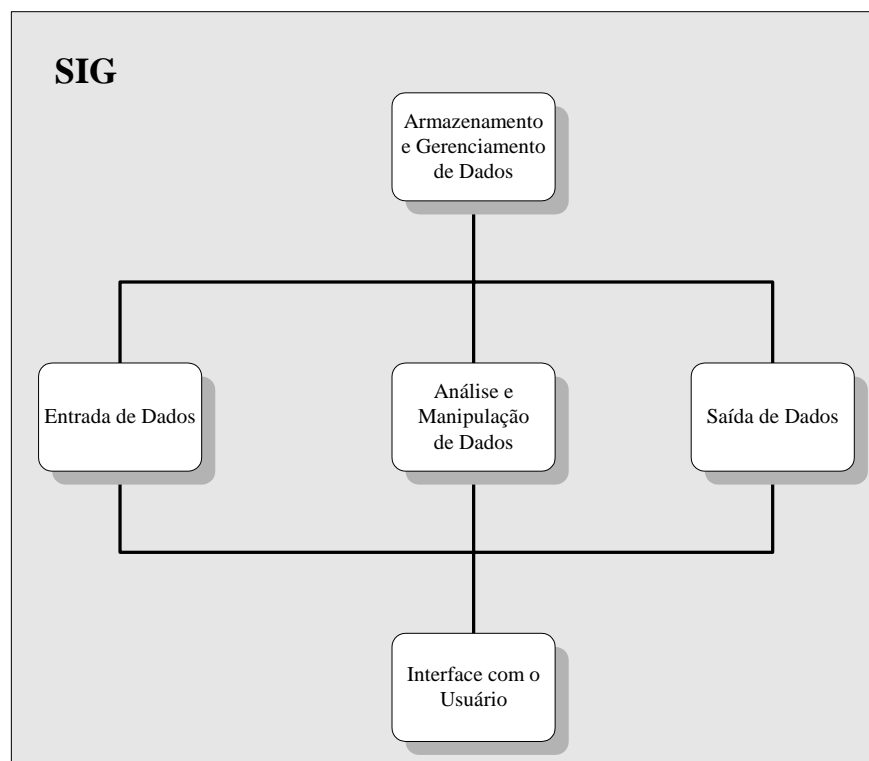 SIG
Armazenamento
e Gerenciamento
de Dados
Entrada de Dados
Análise e
Manipulação
de Dados
Saída de Dados
Interface com o
Usuário